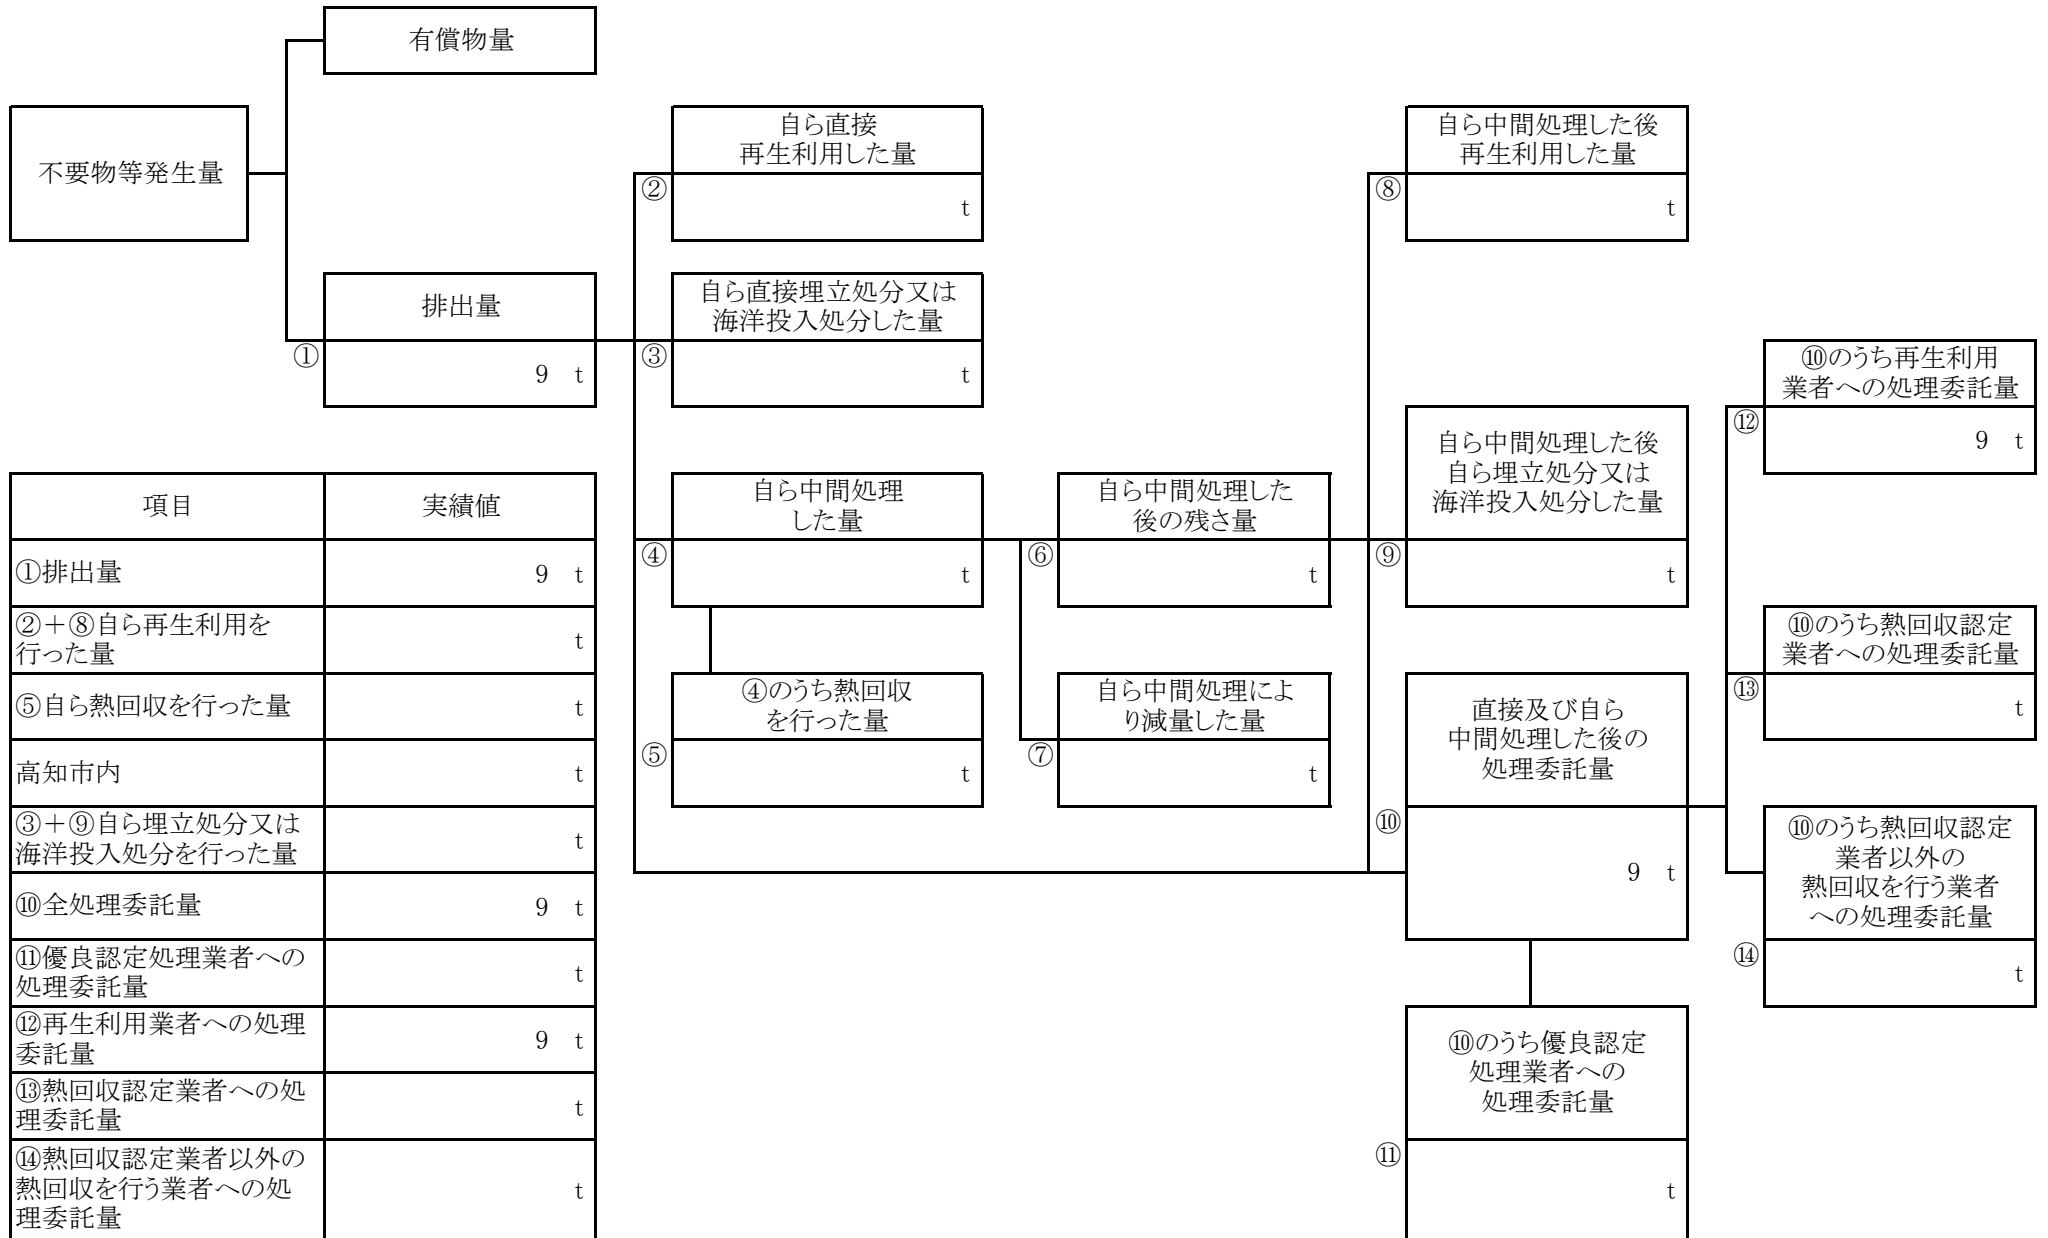 有償物量
不要物等発生量
自ら直接
再生利用した量
②
t
自ら中間処理した後
再生利用した量
⑧
t
排出量
①
9 t
自ら直接埋立処分又は
海洋投入処分した量
③
t
⑩のうち再生利用
業者への処理委託量
⑫
9 t
自ら中間処理
した量
④
t
自ら中間処理した
後の残さ量
⑥
t
自ら中間処理した後
自ら埋立処分又は
海洋投入処分した量
⑨
t
⑩のうち熱回収認定
業者への処理委託量
⑬
t
④のうち熱回収
を行った量
⑤
t
自ら中間処理によ
り減量した量
⑦
t
直接及び自ら
中間処理した後の
処理委託量
⑩
9 t
⑩のうち熱回収認定
業者以外の
熱回収を行う業者
への処理委託量
⑭
t
⑩のうち優良認定
処理業者への
処理委託量
⑪
t
項目 実績値
①排出量 9 t
②+⑧自ら再生利用を
行った量 t
⑤自ら熱回収を行った量 t
高知市内 t
③+⑨自ら埋立処分又は
海洋投入処分を行った量 t
⑩全処理委託量 9 t
⑪優良認定処理業者への
処理委託量 t
⑫再生利用業者への処理
委託量 9 t
⑬熱回収認定業者への処
理委託量 t
⑭熱回収認定業者以外の
熱回収を行う業者への処
理委託量 t